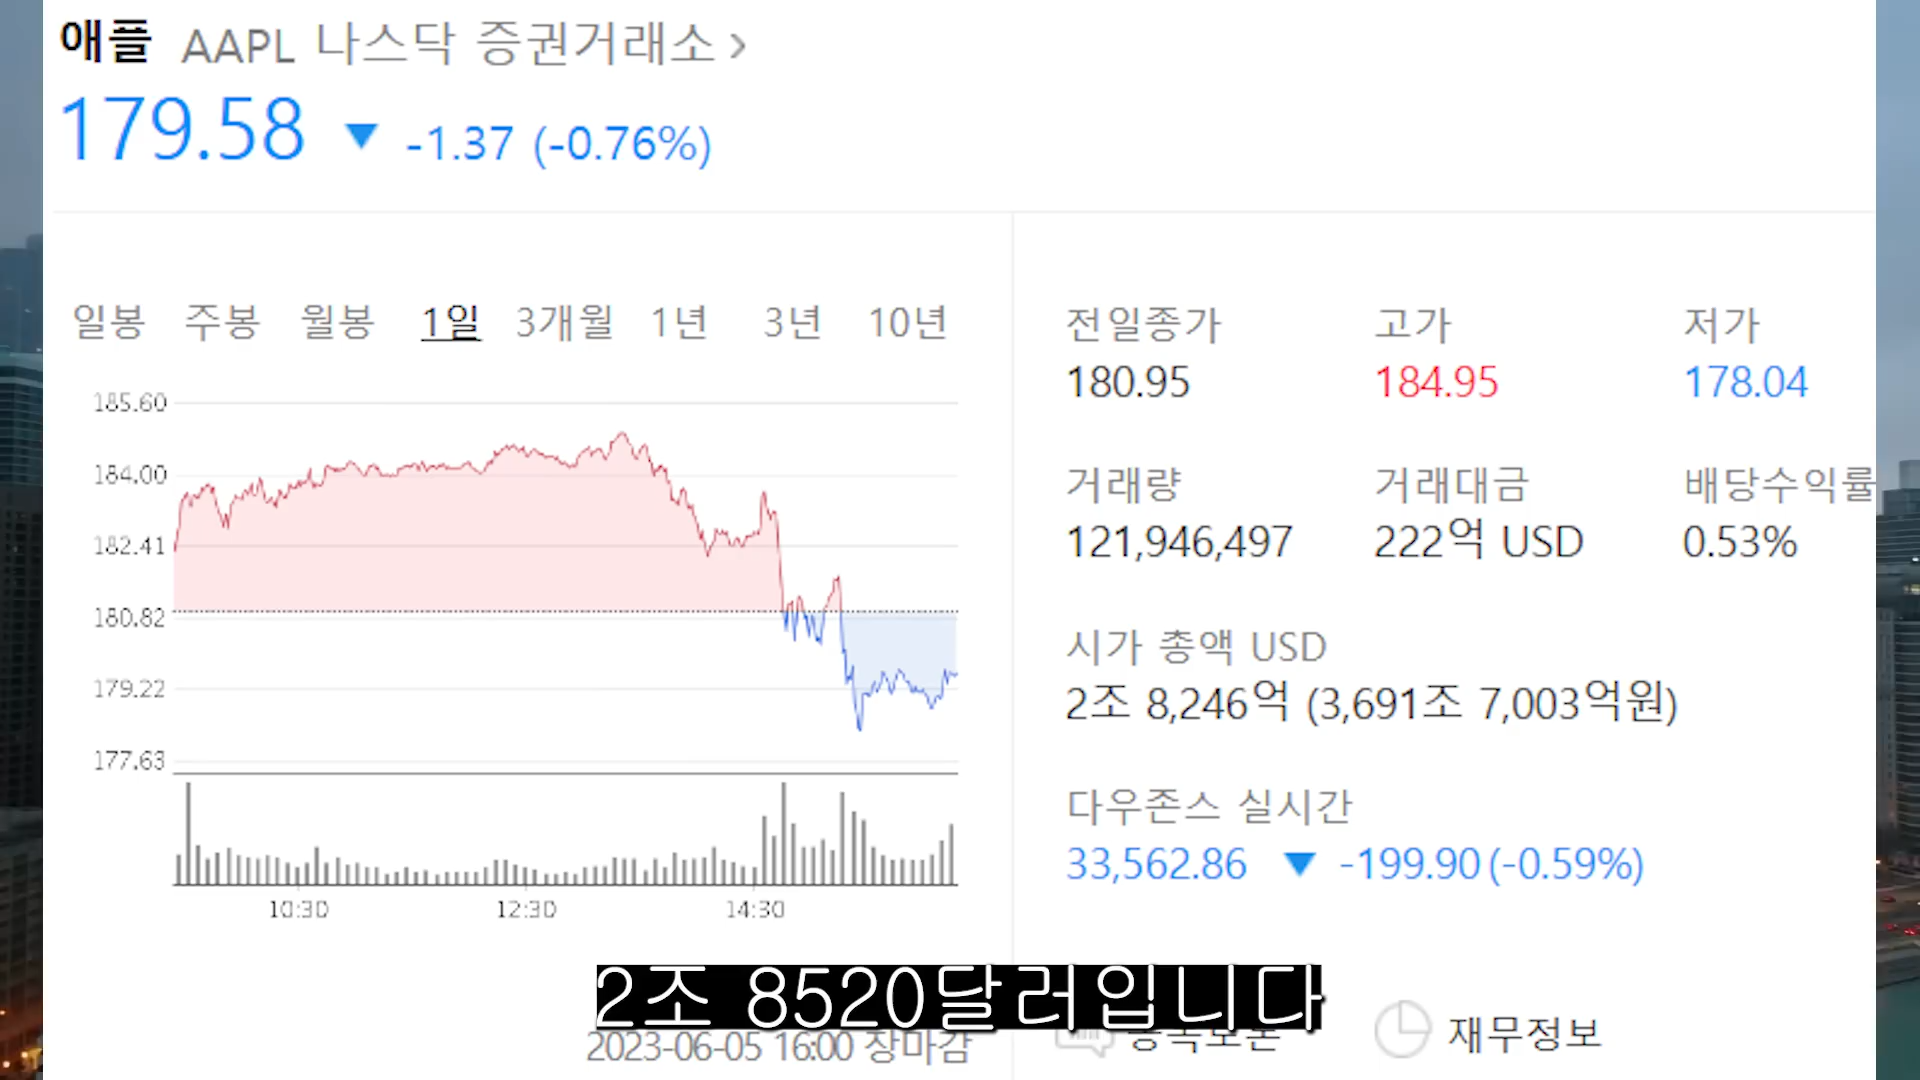 애플 AAPL 나스닥 증권거래소 >
179.58 ▼ -1.37 (-0.76%)
일봉 주봉 월봉 1일 3개월 1년 3년 10년
185.60
184.00
182.41
180.82
179.22
177.63
10:30 12:30 14:30
전일종가 고가 저가
180.95 184.95 178.04
거래량 거래대금 배당수익률
121,946,497 222억 USD 0.53%
시가 총액 USD
2조 8,246억 (3,691조 7,003억원)
다우존스 실시간
33,562.86 ▼ -199.90 (-0.59%)
2조 8520달러입니다
2023-06-05 16:00 장마감
재무정보